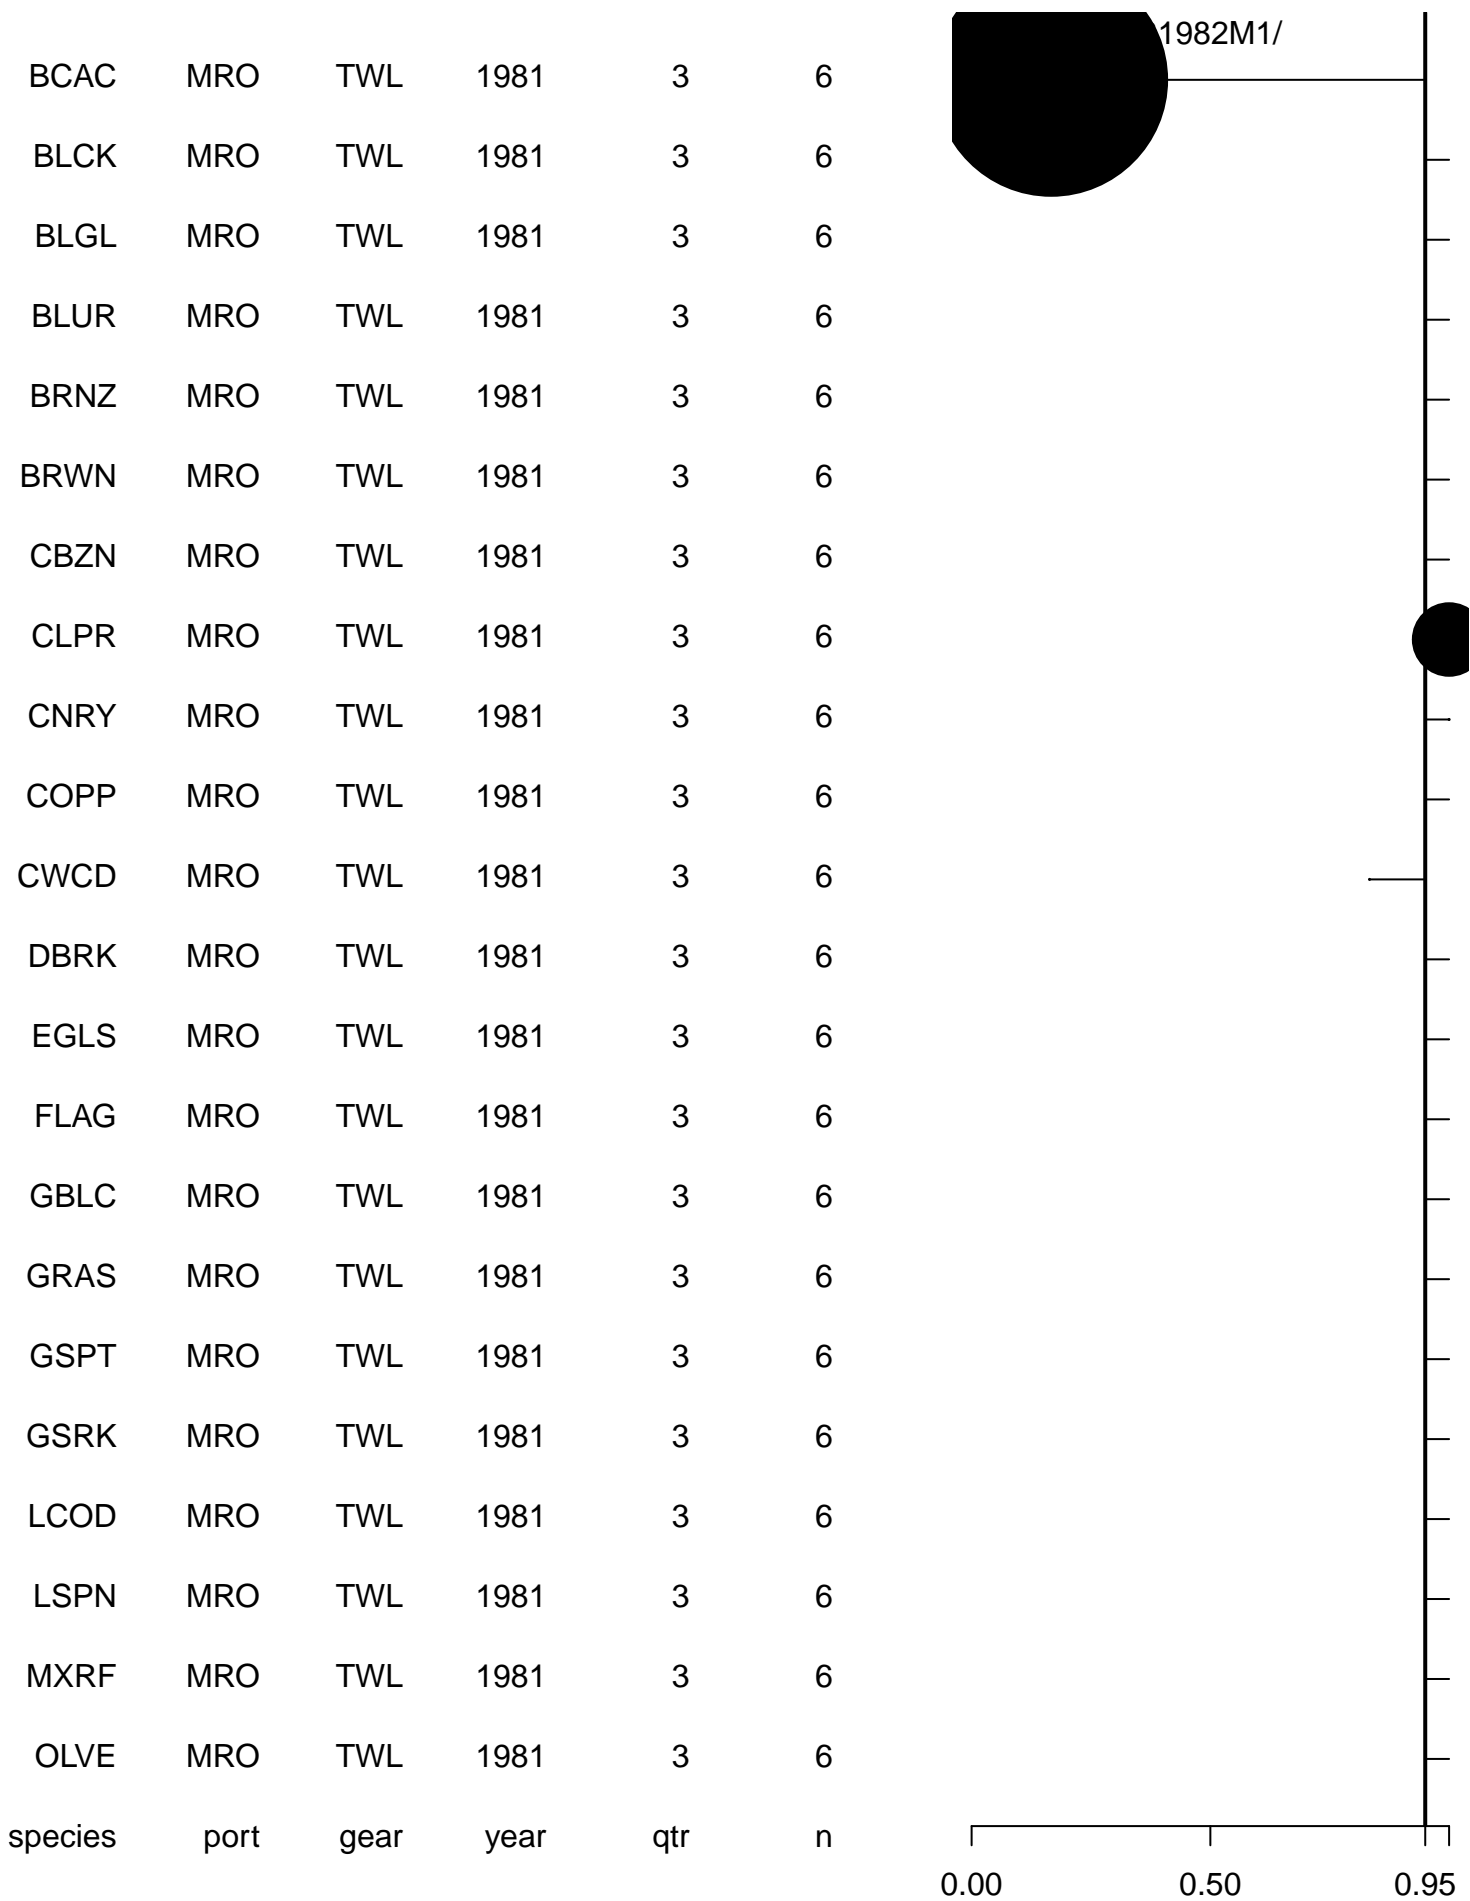 1982M1/
BCAC MRO TWL 1981 3 6
BLCK MRO TWL 1981 3 6
BLGL MRO TWL 1981 3 6
BLUR MRO TWL 1981 3 6
BRNZ MRO TWL 1981 3 6
BRWN MRO TWL 1981 3 6
CBZN MRO TWL 1981 3 6
CLPR MRO TWL 1981 3 6
CNRY MRO TWL 1981 3 6
COPP MRO TWL 1981 3 6
CWCD MRO TWL 1981 3 6
DBRK MRO TWL 1981 3 6
EGLS MRO TWL 1981 3 6
FLAG MRO TWL 1981 3 6
GBLC MRO TWL 1981 3 6
GRAS MRO TWL 1981 3 6
GSPT MRO TWL 1981 3 6
GSRK MRO TWL 1981 3 6
LCOD MRO TWL 1981 3 6
LSPN MRO TWL 1981 3 6
MXRF MRO TWL 1981 3 6
OLVE MRO TWL 1981 3 6
species port gear year qtr n
0.00 0.50 0.95